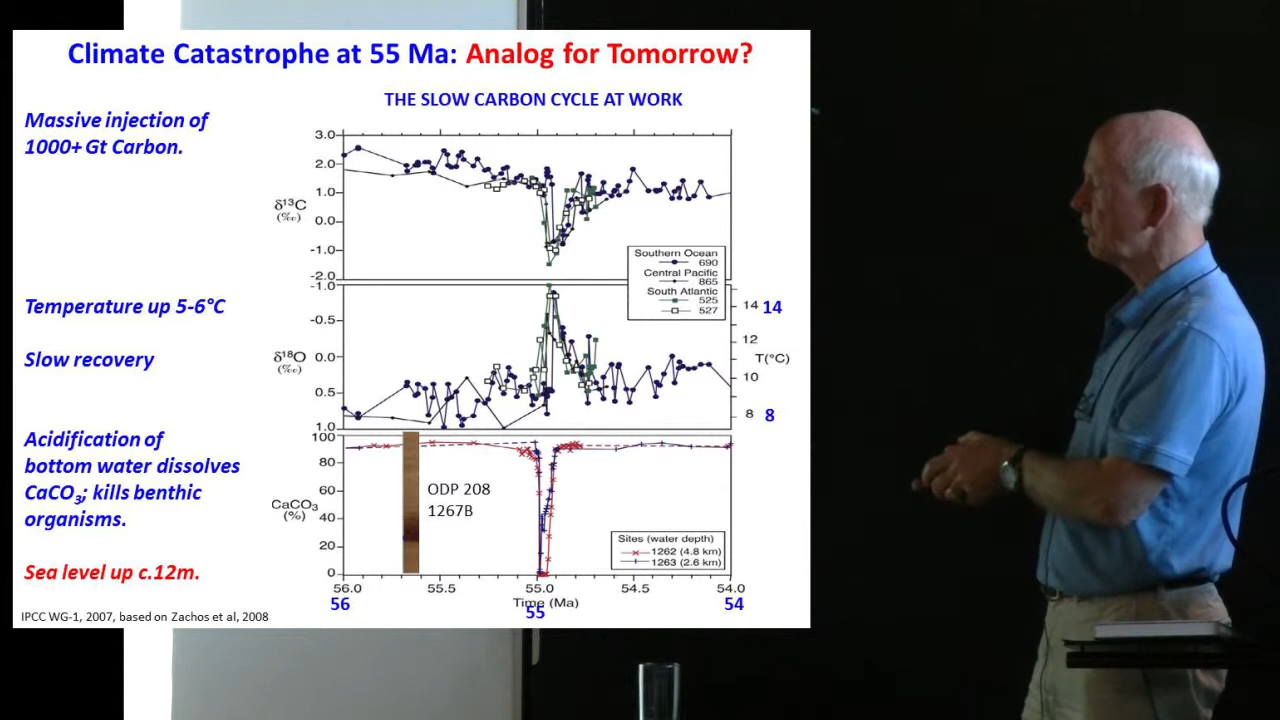 Climate Catastrophe at 55 Ma: Analog for Tomorrow?
THE SLOW CARBON CYCLE AT WORK
Massive injection of
1000+ Gt Carbon.
Temperature up 5-6°C
Slow recovery
Acidification of
bottom water dissolves
CaCO₃; kills benthic
organisms.
Sea level up c.12m.
IPCC WG-1, 2007, based on Zachos et al, 2008
3.0
2.0
1.0
0.0
-1.0
-2.0
δ¹³C
(‰)
Southern Ocean
690
Central Pacific
865
South Atlantic
525
527
-1.0
-0.5
0.0
0.5
1.0
δ¹⁸O
(‰)
14 14
12
T(°C)
10
8 8
100
80
60
40
20
0
CaCO₃
(%)
ODP 208
1267B
Sites (water depth)
1262 (4.8 km)
1263 (2.6 km)
56.0 55.5 55.0 54.5 54.0
Time (Ma)
56 55 54